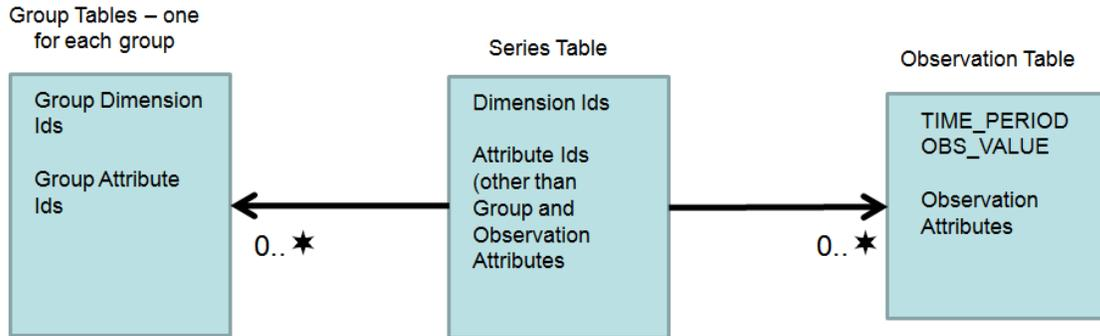 Group Tables – one
for each group
Group Dimension
Ids
Group Attribute
Ids
0.. ★
Series Table
Dimension Ids
Attribute Ids
(other than
Group and
Observation
Attributes
0.. ★
Observation Table
TIME_PERIOD
OBS_VALUE
Observation
Attributes